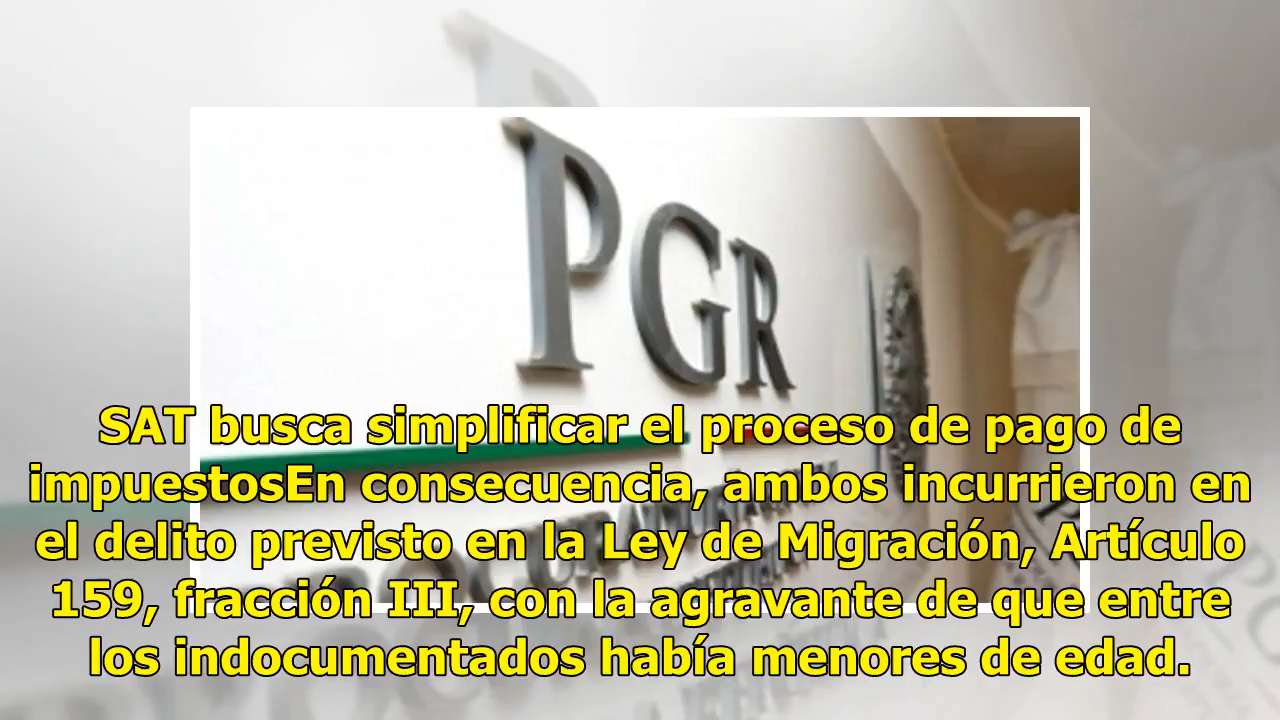 PGR
SAT busca simplificar el proceso de pago de
impuestosEn consecuencia, ambos incurrieron en
el delito previsto en la Ley de Migración, Artículo
159, fracción III, con la agravante de que entre
los indocumentados había menores de edad.